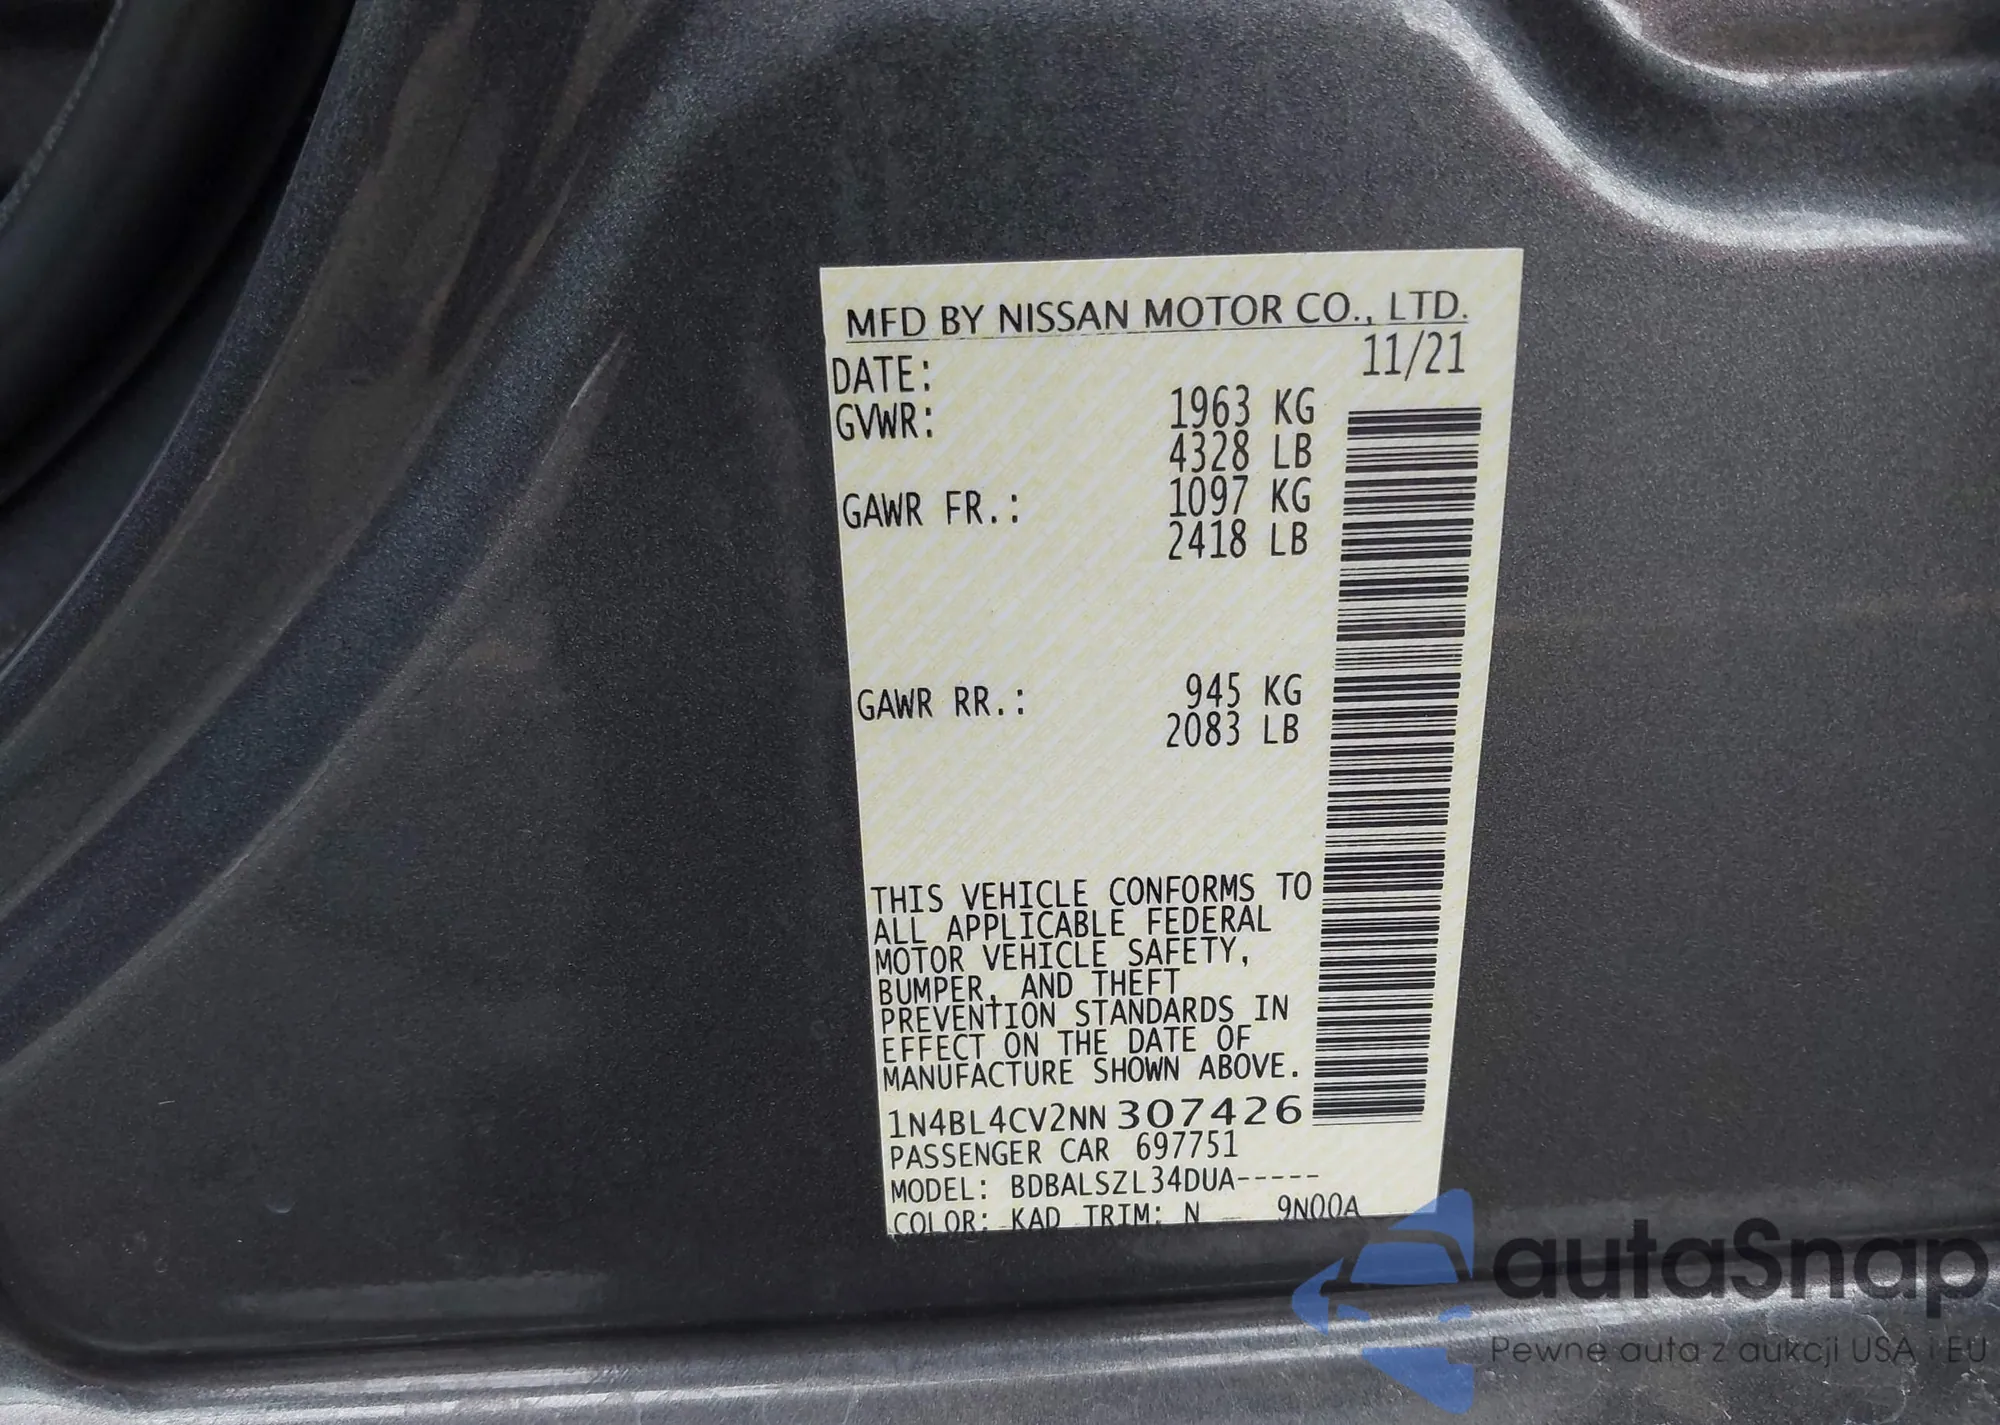 MFD BY NISSAN MOTOR CO., LTD.
DATE: 11/21
GVWR: 1963 KG
4328 LB
GAWR FR.: 1097 KG
2418 LB
GAWR RR.: 945 KG
2083 LB
THIS VEHICLE CONFORMS TO
ALL APPLICABLE FEDERAL
MOTOR VEHICLE SAFETY,
BUMPER, AND THEFT
PREVENTION STANDARDS IN
EFFECT ON THE DATE OF
MANUFACTURE SHOWN ABOVE.
1N4BL4CV2NN307426
PASSENGER CAR 697751
MODEL: BDBALSZL34DUA-----
COLOR: KAD TRIM: N 9N00A
autaSnap
Pewne auta z aukcji USA i EU